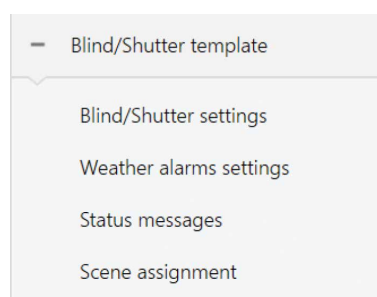 Blind/Shutter template
Blind/Shutter settings
Weather alarms settings
Status messages
Scene assignment